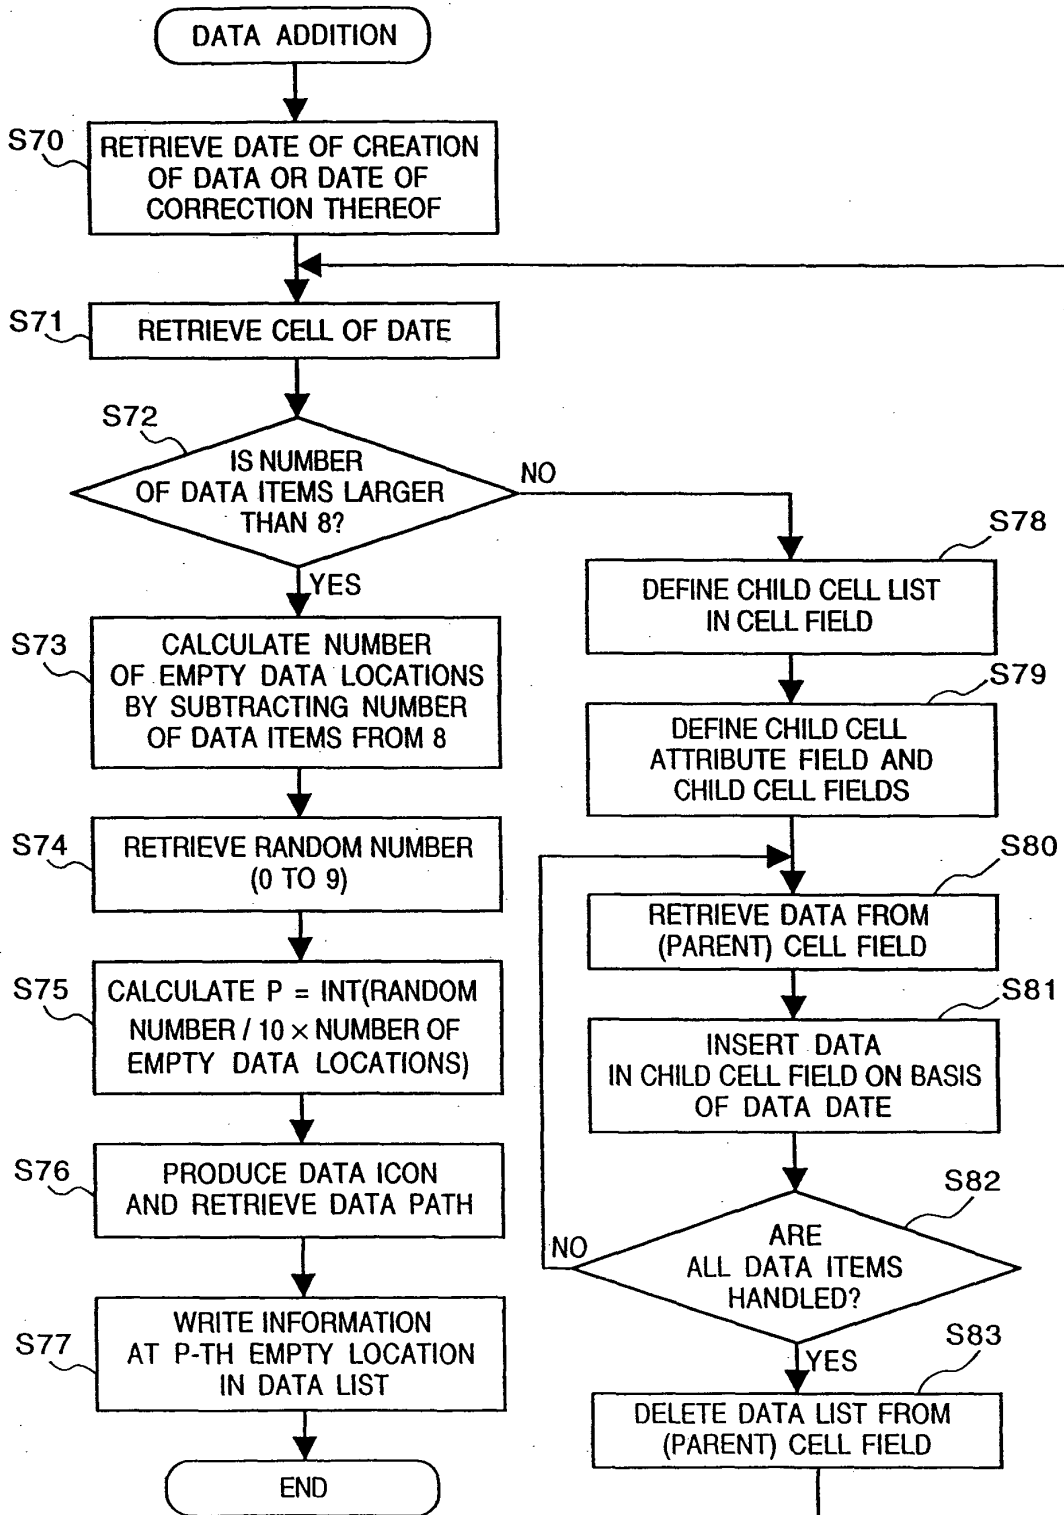 DATA ADDITION
S70
RETRIEVE DATE OF CREATION
OF DATA OR DATE OF
CORRECTION THEREOF
S71
RETRIEVE CELL OF DATE
S72
IS NUMBER
OF DATA ITEMS LARGER
THAN 8?
NO
YES
S73
CALCULATE NUMBER
OF EMPTY DATA LOCATIONS
BY SUBTRACTING NUMBER
OF DATA ITEMS FROM 8
S74
RETRIEVE RANDOM NUMBER
(0 TO 9)
S75
CALCULATE P = INT(RANDOM
NUMBER / 10 × NUMBER OF
EMPTY DATA LOCATIONS)
S76
PRODUCE DATA ICON
AND RETRIEVE DATA PATH
S77
WRITE INFORMATION
AT P-TH EMPTY LOCATION
IN DATA LIST
END
S78
DEFINE CHILD CELL LIST
IN CELL FIELD
S79
DEFINE CHILD CELL
ATTRIBUTE FIELD AND
CHILD CELL FIELDS
S80
RETRIEVE DATA FROM
(PARENT) CELL FIELD
S81
INSERT DATA
IN CHILD CELL FIELD ON BASIS
OF DATA DATE
S82
ARE
ALL DATA ITEMS
HANDLED?
NO
YES
S83
DELETE DATA LIST FROM
(PARENT) CELL FIELD